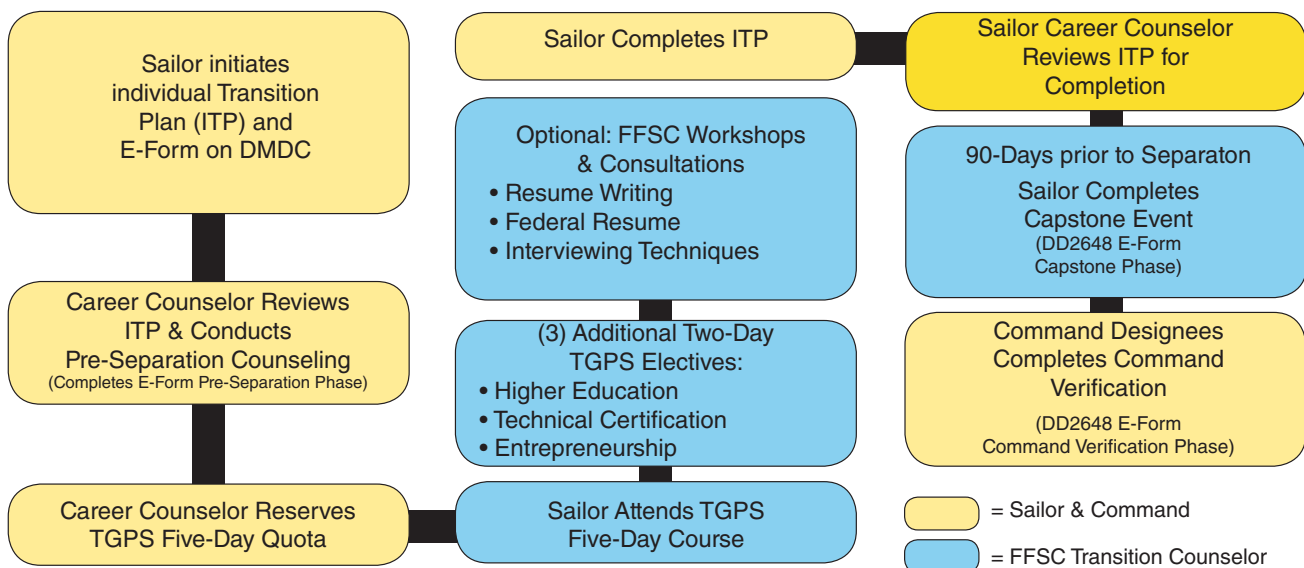 Sailor initiates
individual Transition
Plan (ITP) and
E-Form on DMDC
Career Counselor Reviews
ITP & Conducts
Pre-Separation Counseling
(Completes E-Form Pre-Separation Phase)
Career Counselor Reserves
TGPS Five-Day Quota
Sailor Attends TGPS
Five-Day Course
(3) Additional Two-Day
TGPS Electives:
• Higher Education
• Technical Certification
• Entrepreneurship
Optional: FFSC Workshops
& Consultations
• Resume Writing
• Federal Resume
• Interviewing Techniques
Sailor Completes ITP
Sailor Career Counselor
Reviews ITP for
Completion
90-Days prior to Separaton
Sailor Completes
Capstone Event
(DD2648 E-Form
Capstone Phase)
Command Designees
Completes Command
Verification
(DD2648 E-Form
Command Verification Phase)
= Sailor & Command
= FFSC Transition Counselor